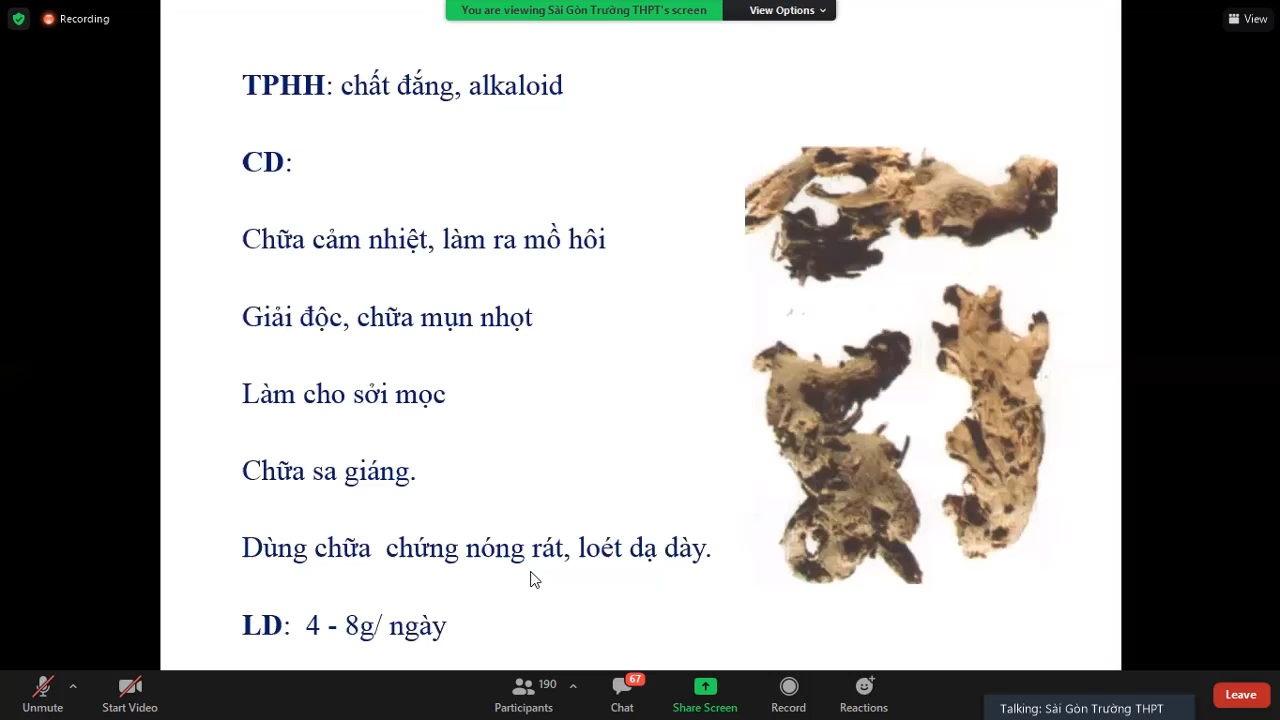 You are viewing Sài Gòn Trường THPT's screen
View Options
Recording
View
TPHH: chất đắng, alkaloid
CD:
Chữa cảm nhiệt, làm ra mồ hôi
Giải độc, chữa mụn nhọt
Làm cho sởi mọc
Chữa sa giáng.
Dùng chữa chứng nóng rát, loét dạ dày.
LD: 4 - 8g/ ngày
Unmute
Start Video
190
Participants
67
Chat
Share Screen
Record
Reactions
Talking: Sài Gòn Trường THPT
Leave